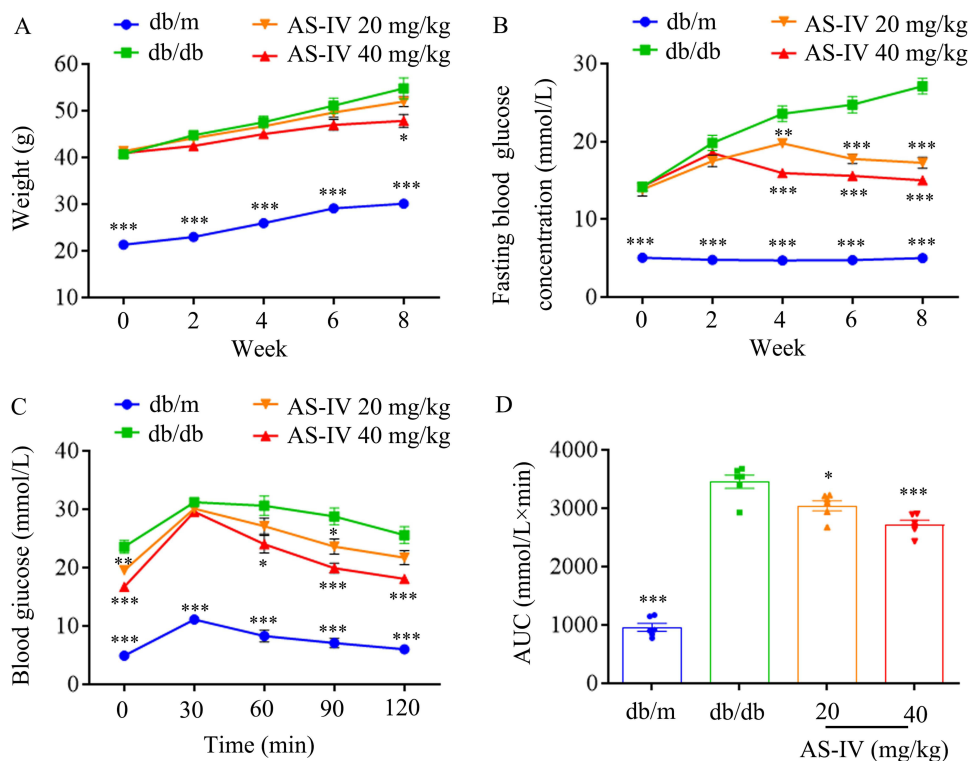 A
db/m
db/db
AS-IV 20 mg/kg
AS-IV 40 mg/kg
Weight (g)
60
50
40
30
20
10
*
***
***
***
***
***
0
2
4
6
8
Week
B
db/m
db/db
AS-IV 20 mg/kg
AS-IV 40 mg/kg
Fasting blood glucose
concentration (mmol/L)
30
20
10
0
**
***
***
***
***
***
***
***
***
***
***
0
2
4
6
8
Week
C
db/m
db/db
AS-IV 20 mg/kg
AS-IV 40 mg/kg
Blood giucose (mmol/L)
40
30
20
10
0
**
***
***
***
*
***
*
***
***
***
***
0
30
60
90
120
Time (min)
D
AUC (mmol/L×min)
4000
3000
2000
1000
0
***
*
***
db/m
db/db
20
40
AS-IV (mg/kg)